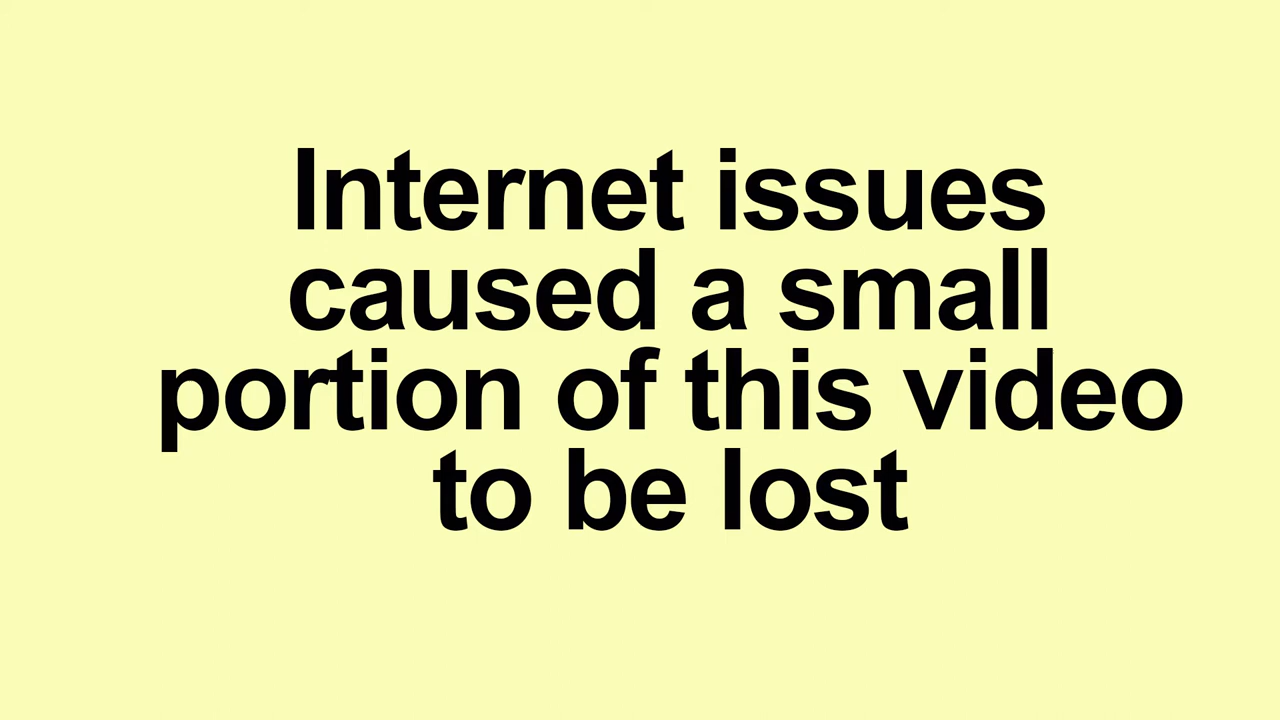 Internet issues
caused a small
portion of this video
to be lost